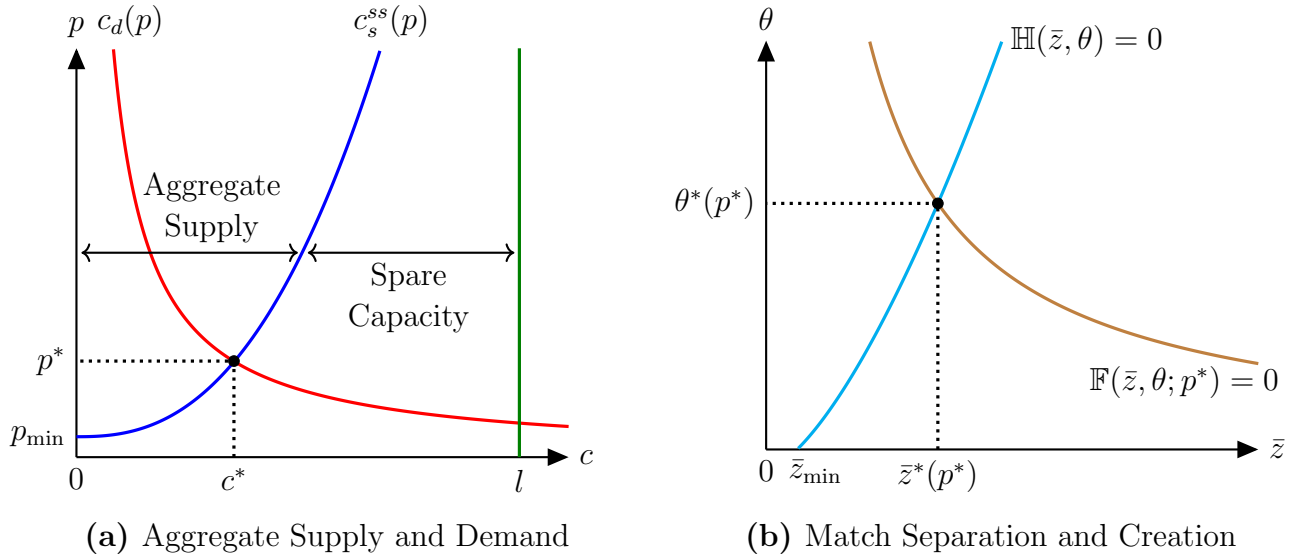 p c_d(p) c_s^{ss}(p)
Aggregate
Supply
Spare
Capacity
p*
p_min
0 c* l c
(a) Aggregate Supply and Demand
θ
ℍ(z̄, θ) = 0
θ*(p*)
𝔽(z̄, θ; p*) = 0
0 z̄_min z̄*(p*) z̄
(b) Match Separation and Creation